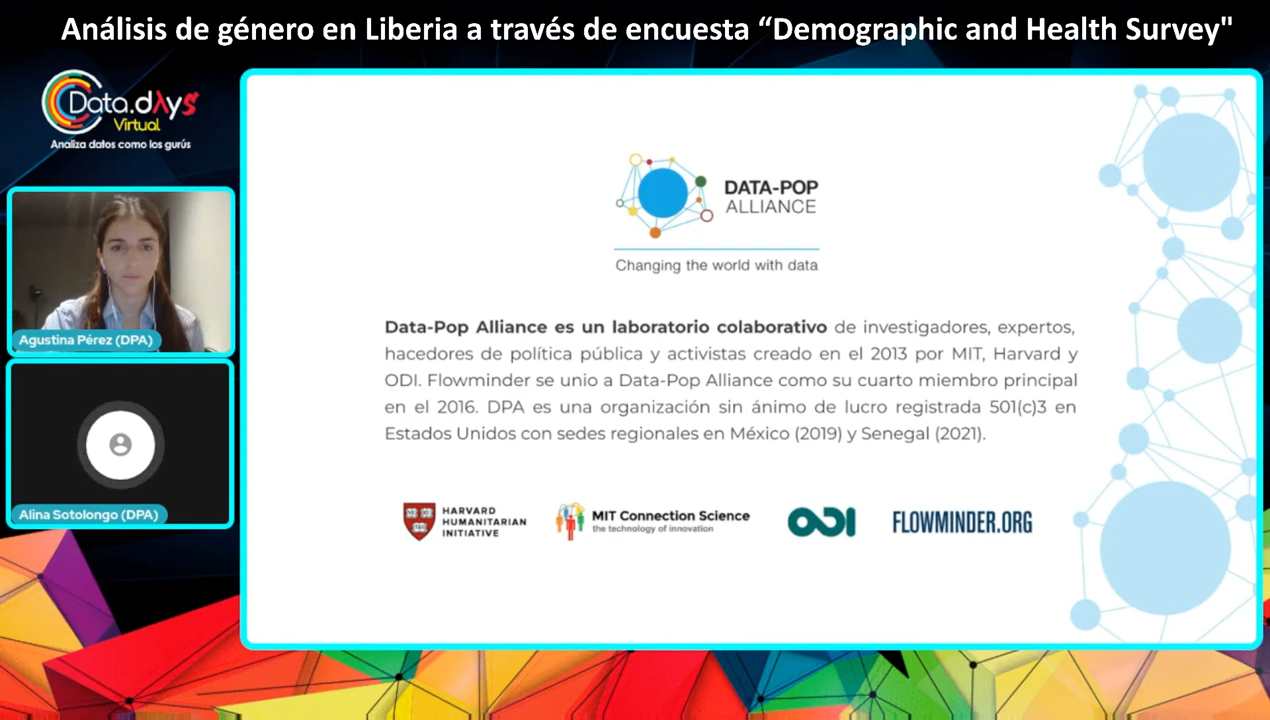 Análisis de género en Liberia a través de encuesta “Demographic and Health Survey"
Data.dAys
Virtual
Analiza datos como los gurús
Agustina Pérez (DPA)
Alina Sotolongo (DPA)
DATA-POP
ALLIANCE
Changing the world with data
Data-Pop Alliance es un laboratorio colaborativo de investigadores, expertos,
hacedores de política pública y activistas creado en el 2013 por MIT, Harvard y
ODI. Flowminder se unio a Data-Pop Alliance como su cuarto miembro principal
en el 2016. DPA es una organización sin ánimo de lucro registrada 501(c)3 en
Estados Unidos con sedes regionales en México (2019) y Senegal (2021).
HARVARD
HUMANITARIAN
INITIATIVE
MIT Connection Science
the technology of innovation
ODI
FLOWMINDER.ORG